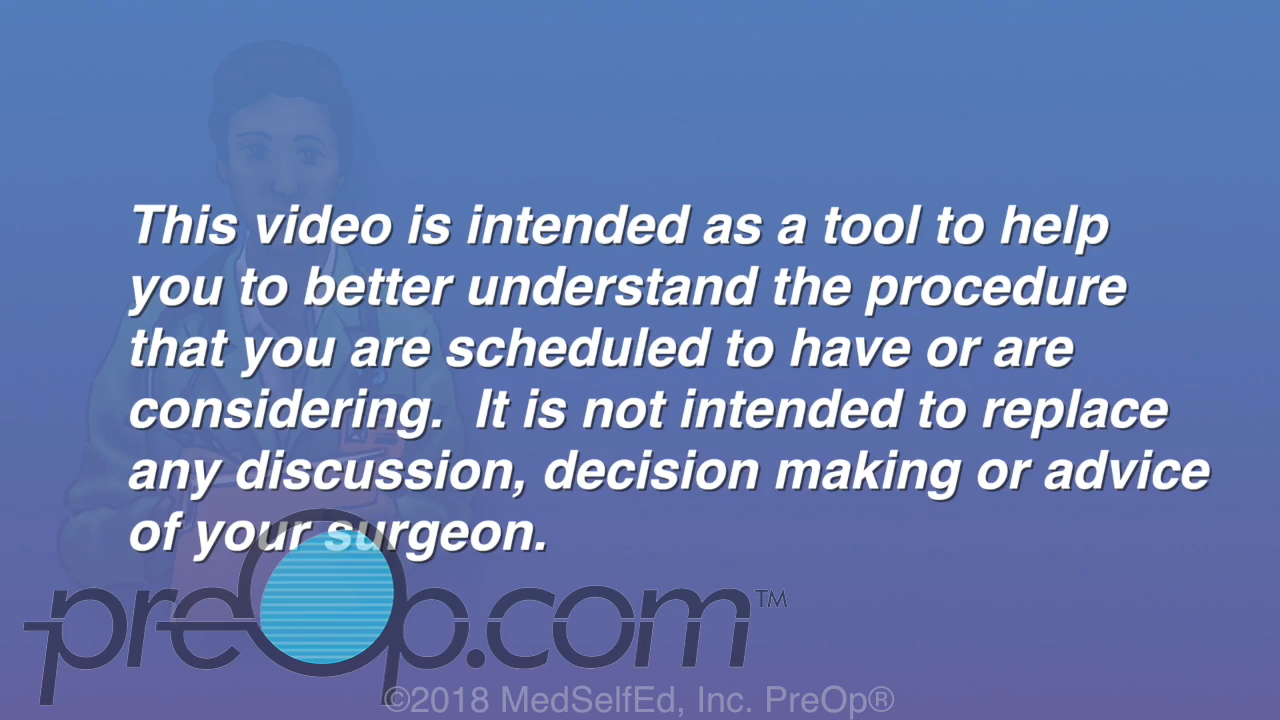 This video is intended as a tool to help
you to better understand the procedure
that you are scheduled to have or are
considering.  It is not intended to replace
any discussion, decision making or advice
of your surgeon.
preOp.com™
©2018 MedSelfEd, Inc. PreOp®